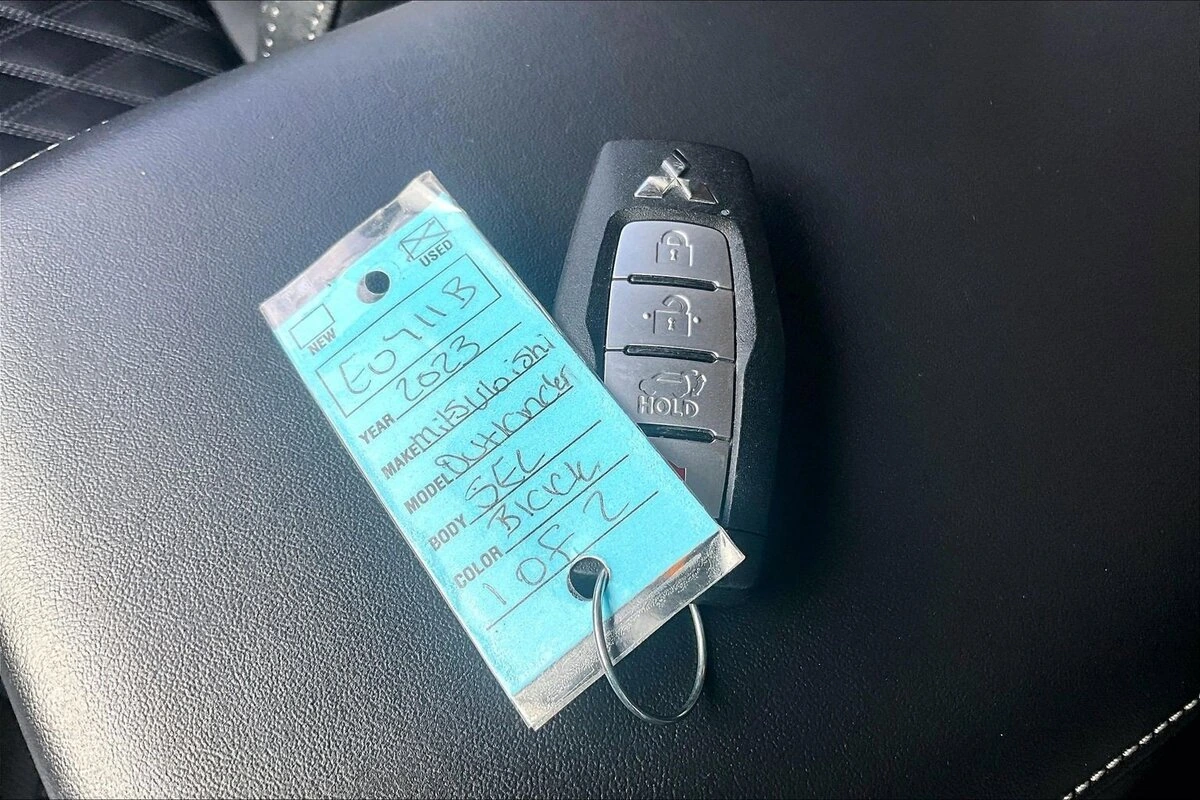 USED
NEW
E0711B
YEAR 2023
MAKE Mitsubishi
MODEL Outlander
BODY SEL
COLOR Black
1 OF 2
HOLD